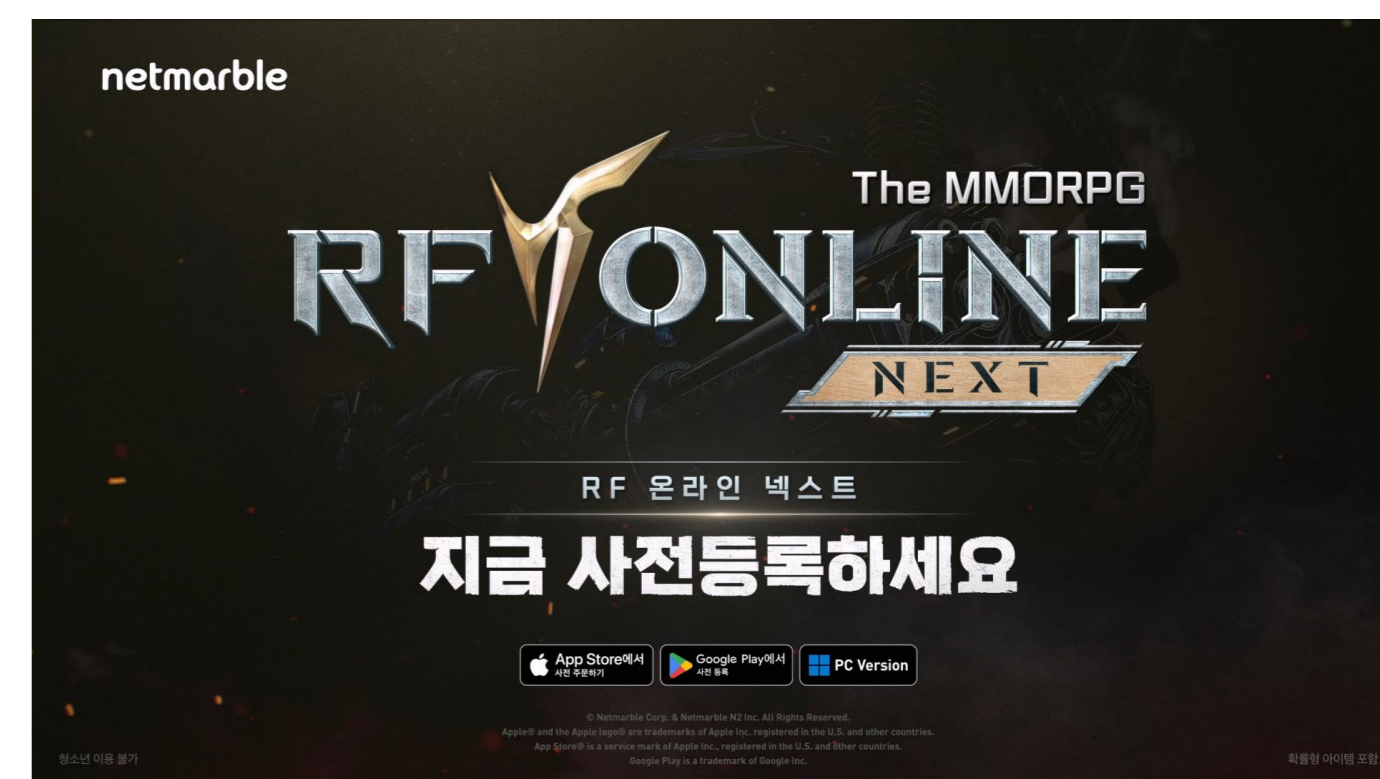 netmarble
The MMORPG
RF ONLINE
NEXT
RF 온라인 넥스트
지금 사전등록하세요
App Store에서
사전 주문하기
Google Play에서
사전 등록
PC Version
© Netmarble Corp. & Netmarble N2 Inc. All Rights Reserved.
Apple® and the Apple logo® are trademarks of Apple Inc. registered in the U.S. and other countries.
App Store® is a service mark of Apple Inc., registered in the U.S. and other countries.
Google Play is a trademark of Google Inc.
청소년 이용 불가
확률형 아이템 포함